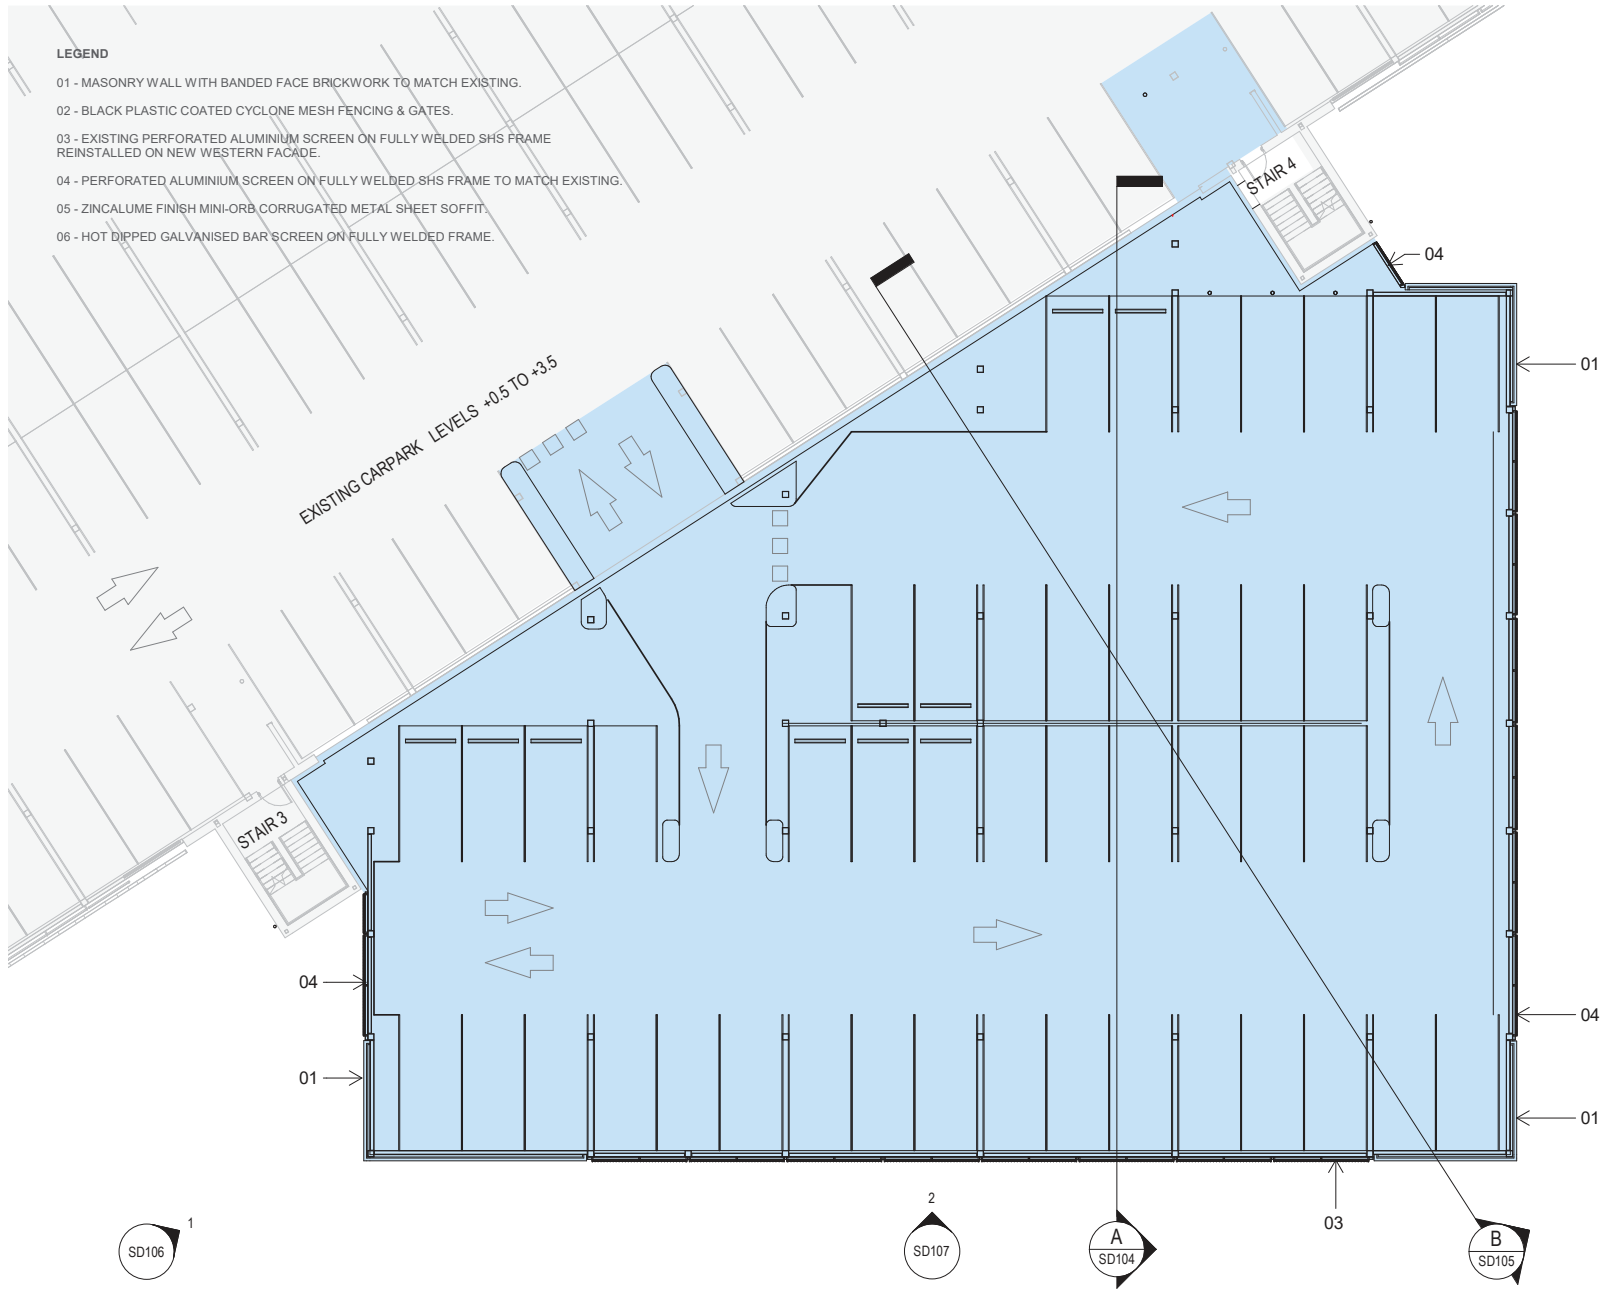 LEGEND
01 - MASONRY WALL WITH BANDED FACE BRICKWORK TO MATCH EXISTING.
02 - BLACK PLASTIC COATED CYCLONE MESH FENCING & GATES.
03 - EXISTING PERFORATED ALUMINIUM SCREEN ON FULLY WELDED SHS FRAME
REINSTALLED ON NEW WESTERN FACADE.
04 - PERFORATED ALUMINIUM SCREEN ON FULLY WELDED SHS FRAME TO MATCH EXISTING.
05 - ZINCALUME FINISH MINI-ORB CORRUGATED METAL SHEET SOFFIT.
06 - HOT DIPPED GALVANISED BAR SCREEN ON FULLY WELDED FRAME.
STAIR 4
04
01
EXISTING CARPARK LEVELS +0.5 TO +3.5
STAIR 3
04
04
01
01
03
1
SD106
2
SD107
A
SD104
B
SD105